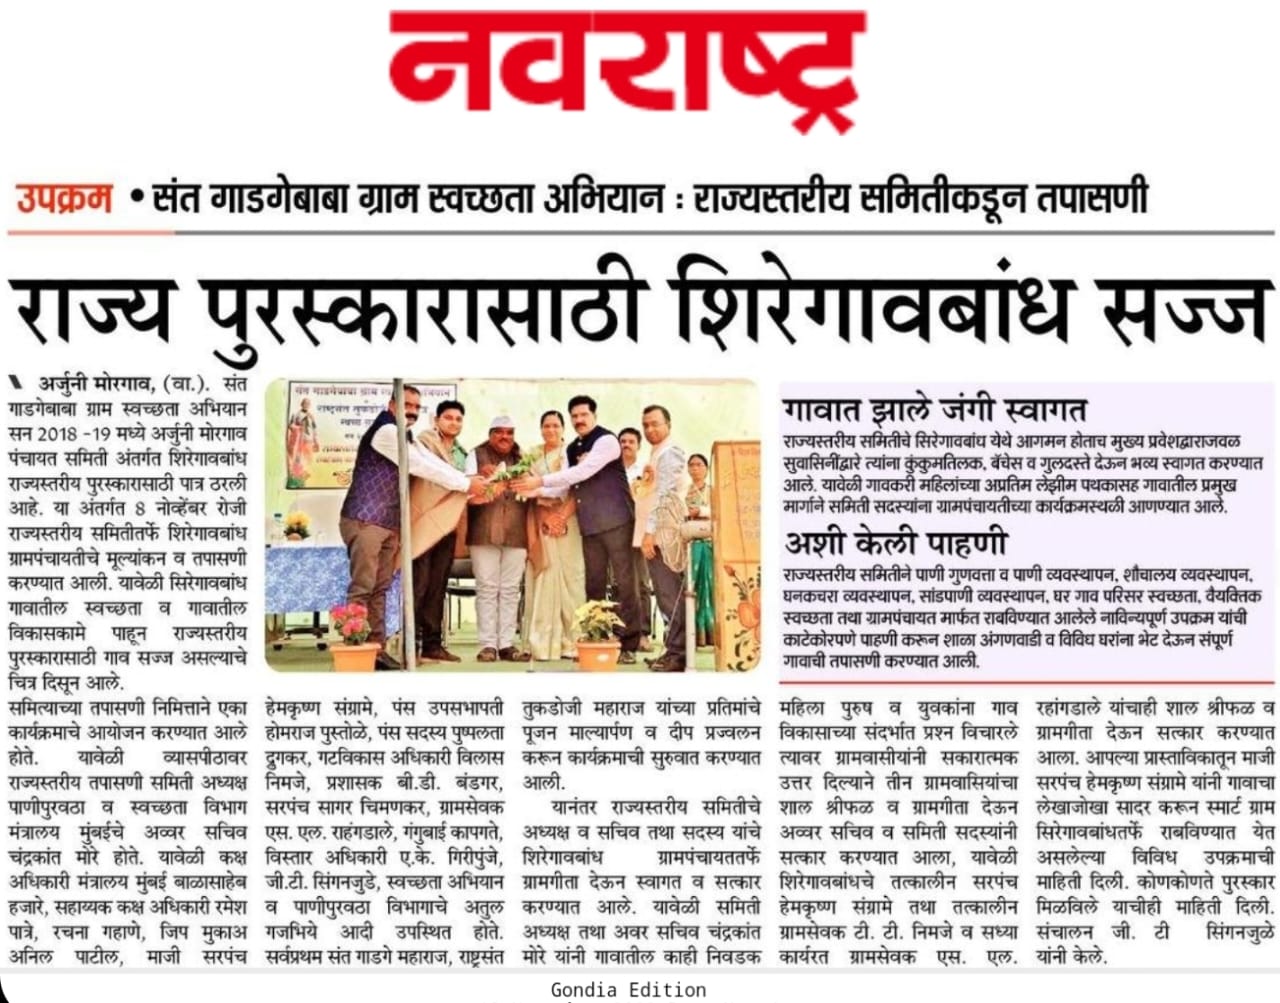 नवराष्ट्र
उपक्रम • संत गाडगेबाबा ग्राम स्वच्छता अभियान : राज्यस्तरीय समितीकडून तपासणी
राज्य पुरस्कारासाठी शिरेगावबांध सज्ज
अर्जुनी मोरगाव, (वा.). संत
गाडगेबाबा ग्राम स्वच्छता अभियान
सन 2018 -19 मध्ये अर्जुनी मोरगाव
पंचायत समिती अंतर्गत शिरेगावबांध
राज्यस्तरीय पुरस्कारासाठी पात्र ठरली
आहे. या अंतर्गत 8 नोव्हेंबर रोजी
राज्यस्तरीय समितीतर्फे शिरेगावबांध
ग्रामपंचायतीचे मूल्यांकन व तपासणी
करण्यात आली. यावेळी सिरेगावबांध
गावातील स्वच्छता व गावातील
विकासकामे पाहून राज्यस्तरीय
पुरस्कारासाठी गाव सज्ज असल्याचे
चित्र दिसून आले.
समित्याच्या तपासणी निमित्ताने एका
कार्यक्रमाचे आयोजन करण्यात आले
होते. यावेळी व्यासपीठावर
राज्यस्तरीय तपासणी समिती अध्यक्ष
पाणीपुरवठा व स्वच्छता विभाग
मंत्रालय मुंबईचे अव्वर सचिव
चंद्रकांत मोरे होते. यावेळी कक्ष
अधिकारी मंत्रालय मुंबई बाळासाहेब
हजारे, सहाय्यक कक्ष अधिकारी रमेश
पात्रे, रचना गहाणे, जिप मुकाअ
अनिल पाटील, माजी सरपंच
हेमकृष्ण संग्रामे, पंस उपसभापती
होमराज पुस्तोळे, पंस सदस्य पुष्पलता
द्रुगकर, गटविकास अधिकारी विलास
निमजे, प्रशासक बी.डी. बंडगर,
सरपंच सागर चिमणकर, ग्रामसेवक
एस. एल. राहंगडाले, गंगुबाई कापगते,
विस्तार अधिकारी ए.के. गिरीपुंजे,
जी.टी. सिंगनजुडे, स्वच्छता अभियान
व पाणीपुरवठा विभागाचे अतुल
गजभिये आदी उपस्थित होते.
सर्वप्रथम संत गाडगे महाराज, राष्ट्रसंत
तुकडोजी महाराज यांच्या प्रतिमांचे
पूजन माल्यार्पण व दीप प्रज्वलन
करून कार्यक्रमाची सुरुवात करण्यात
आली.
यानंतर राज्यस्तरीय समितीचे
अध्यक्ष व सचिव तथा सदस्य यांचे
शिरेगावबांध ग्रामपंचायततर्फे
ग्रामगीता देऊन स्वागत व सत्कार
करण्यात आले. यावेळी समिती
अध्यक्ष तथा अवर सचिव चंद्रकांत
मोरे यांनी गावातील काही निवडक
गावात झाले जंगी स्वागत
राज्यस्तरीय समितीचे सिरेगावबांध येथे आगमन होताच मुख्य प्रवेशद्वाराजवळ
सुवासिनींद्वारे त्यांना कुंकुमतिलक, बॅचेस व गुलदस्ते देऊन भव्य स्वागत करण्यात
आले. यावेळी गावकरी महिलांच्या अप्रतिम लेझीम पथकासह गावातील प्रमुख
मार्गाने समिती सदस्यांना ग्रामपंचायतीच्या कार्यक्रमस्थळी आणण्यात आले.
अशी केली पाहणी
राज्यस्तरीय समितीने पाणी गुणवत्ता व पाणी व्यवस्थापन, शौचालय व्यवस्थापन,
घनकचरा व्यवस्थापन, सांडपाणी व्यवस्थापन, घर गाव परिसर स्वच्छता, वैयक्तिक
स्वच्छता तथा ग्रामपंचायत मार्फत राबविण्यात आलेले नाविन्यपूर्ण उपक्रम यांची
काटेकोरपणे पाहणी करून शाळा अंगणवाडी व विविध घरांना भेट देऊन संपूर्ण
गावाची तपासणी करण्यात आली.
महिला पुरुष व युवकांना गाव
विकासाच्या संदर्भात प्रश्न विचारले
त्यावर ग्रामवासीयांनी सकारात्मक
उत्तर दिल्याने तीन ग्रामवासियांचा
शाल श्रीफळ व ग्रामगीता देऊन
अव्वर सचिव व समिती सदस्यांनी
सत्कार करण्यात आला, यावेळी
शिरेगावबांधचे तत्कालीन सरपंच
हेमकृष्ण संग्रामे तथा तत्कालीन
ग्रामसेवक टी. टी. निमजे व सध्या
कार्यरत ग्रामसेवक एस. एल.
रहांगडाले यांचाही शाल श्रीफळ व
ग्रामगीता देऊन सत्कार करण्यात
आला. आपल्या प्रास्ताविकातून माजी
सरपंच हेमकृष्ण संग्रामे यांनी गावाचा
लेखाजोखा सादर करून स्मार्ट ग्राम
सिरेगावबांधतर्फे राबविण्यात येत
असलेल्या विविध उपक्रमाची
माहिती दिली. कोणकोणते पुरस्कार
मिळविले याचीही माहिती दिली.
संचालन जी. टी सिंगनजुळे
यांनी केले.
Gondia Edition